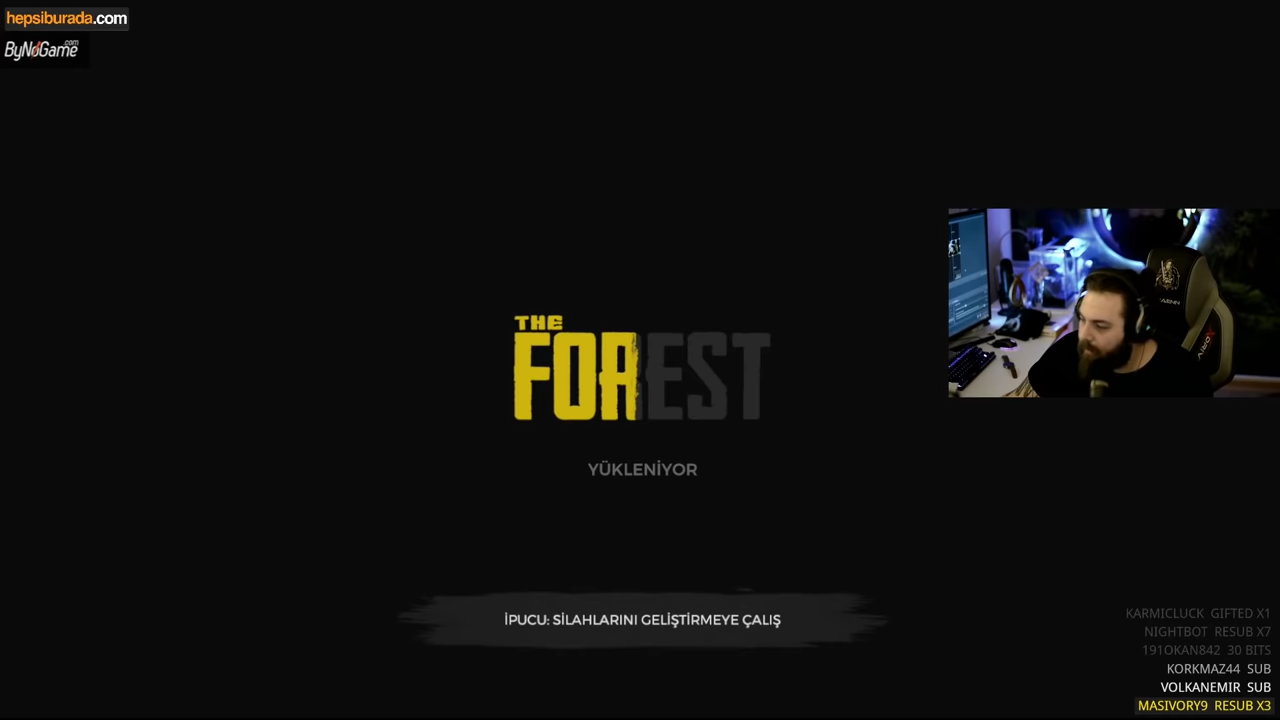 hepsiburada.com
ByNoGame.com
THE
FOREST
YÜKLENİYOR
İPUCU: SİLAHLARINI GELİŞTİRMEYE ÇALIŞ
KARMICLUCK GIFTED X1
NIGHTBOT RESUB X7
191OKAN842 30 BITS
KORKMAZ44 SUB
VOLKANEMIR SUB
MASIVORY9 RESUB X3